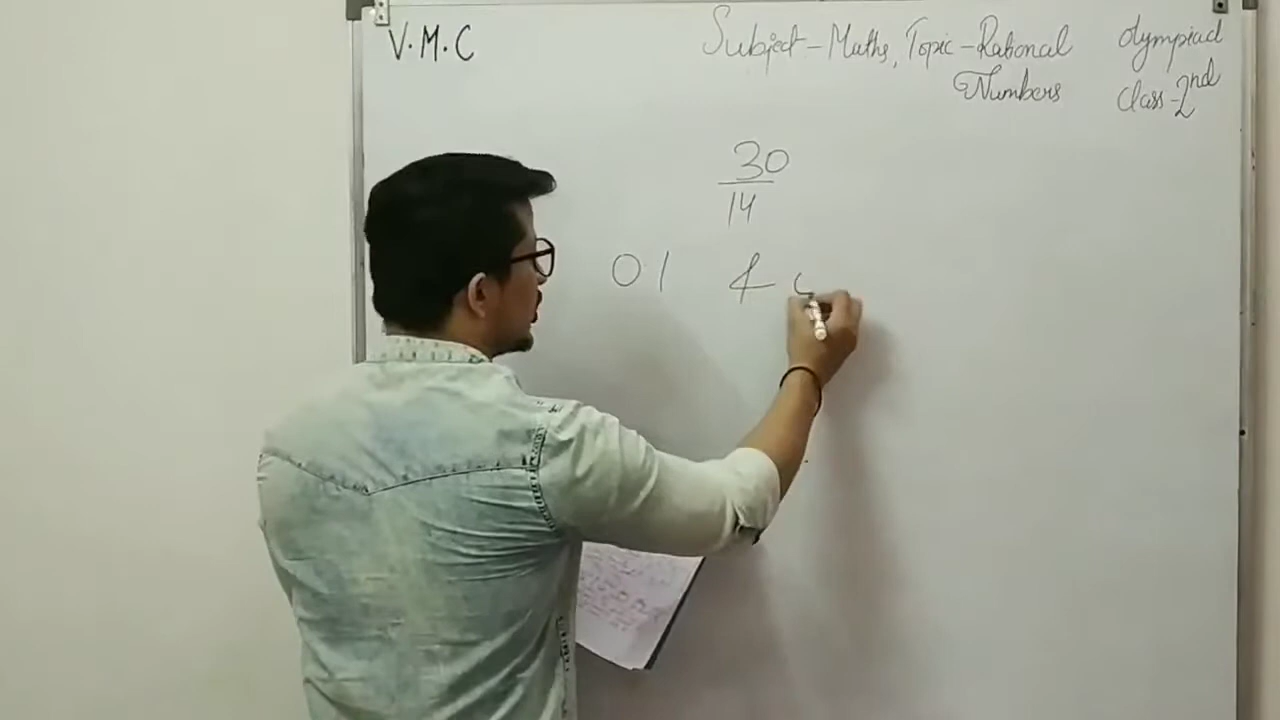 V.M.C
Subject-Maths, Topic-Rational
Numbers
Olympiad
Class-2nd
30
14
0 1 &